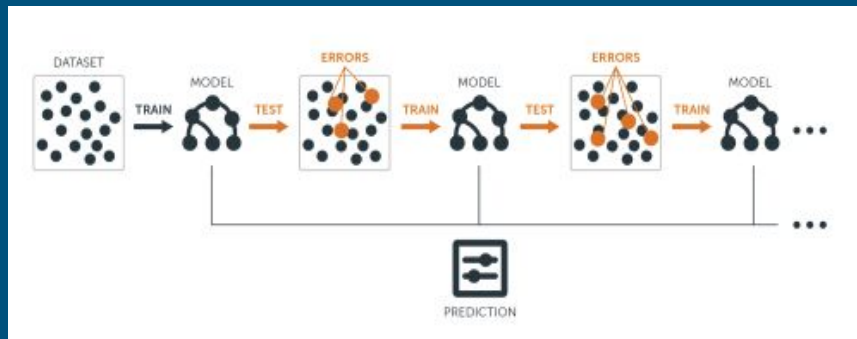 DATASET
MODEL
TRAIN
TEST
ERRORS
TRAIN
MODEL
TEST
ERRORS
TRAIN
MODEL
PREDICTION